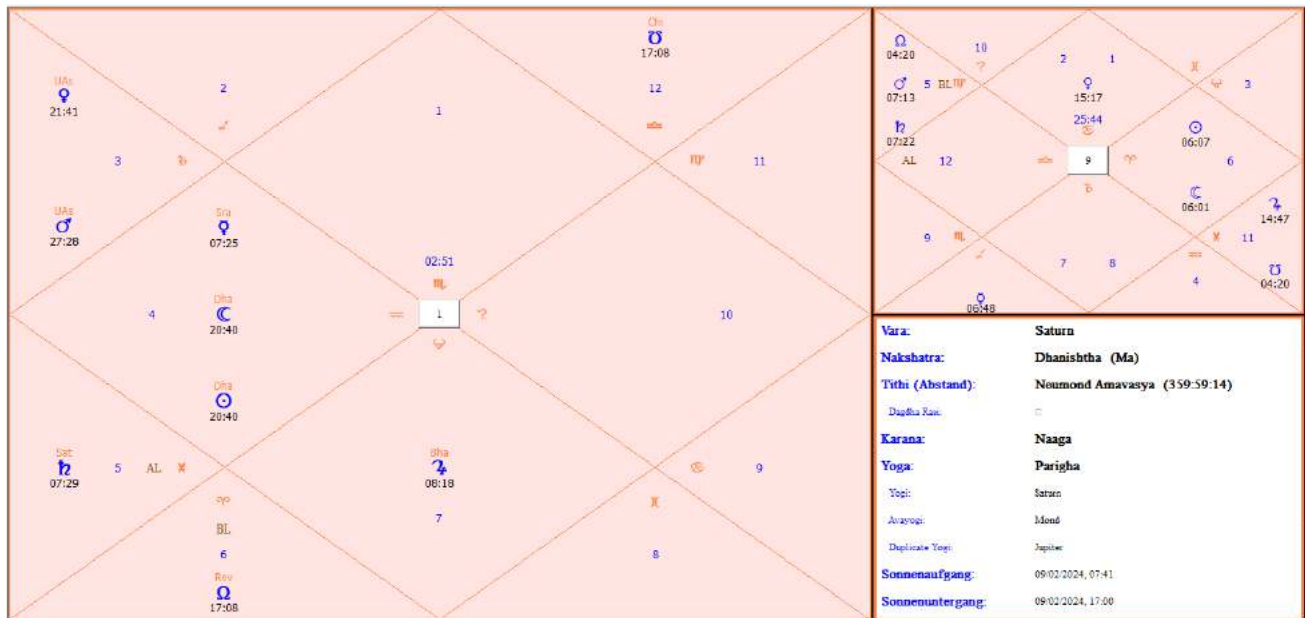 Chi
17:08
UAs
21:41
2
1
12
3
11
UAs
27:28
Sra
07:25
02:51
4
Dha
20:40
1
10
Dha
20:40
Sat
07:29
5 AL
Bha
08:18
9
BL
7
6
8
Rev
17:08
04:20
10
2 1
07:13
5 BL
15:17
3
07:22
25:44
06:07
AL 12
9
6
06:01
14:47
9
7 8
11
4
04:20
06:48
Vara: Saturn
Nakshatra: Dhanishtha (Ma)
Tithi (Abstand): Neumond Amavasya (359:59:14)
Dagdha Rasi:
Karana: Naaga
Yoga: Parigha
Yogi: Saturn
Avayogi: Mond
Duplicate Yogi: Jupiter
Sonnenaufgang: 09/02/2024, 07:41
Sonnenuntergang: 09/02/2024, 17:00